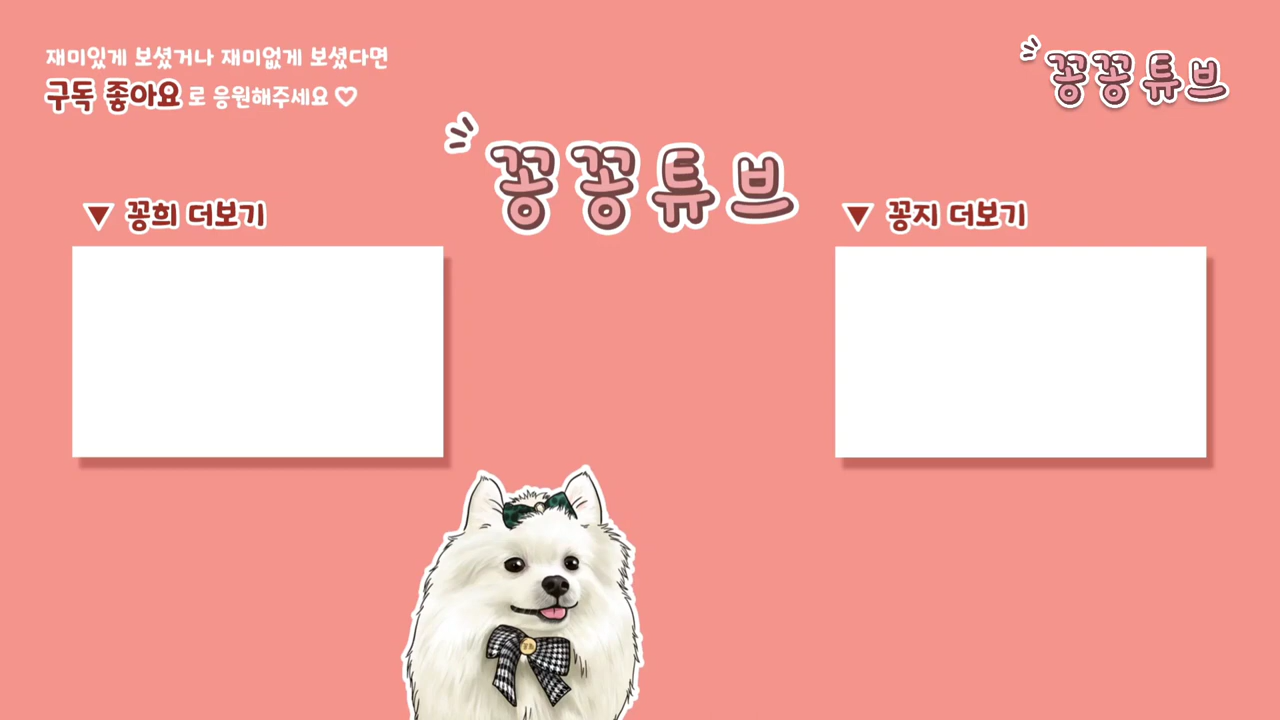 재미있게 보셨거나 재미없게 보셨다면
구독 좋아요 로 응원해주세요 ♡
꽁꽁튜브
꽁꽁튜브
▼ 꽁희 더보기
▼ 꽁지 더보기